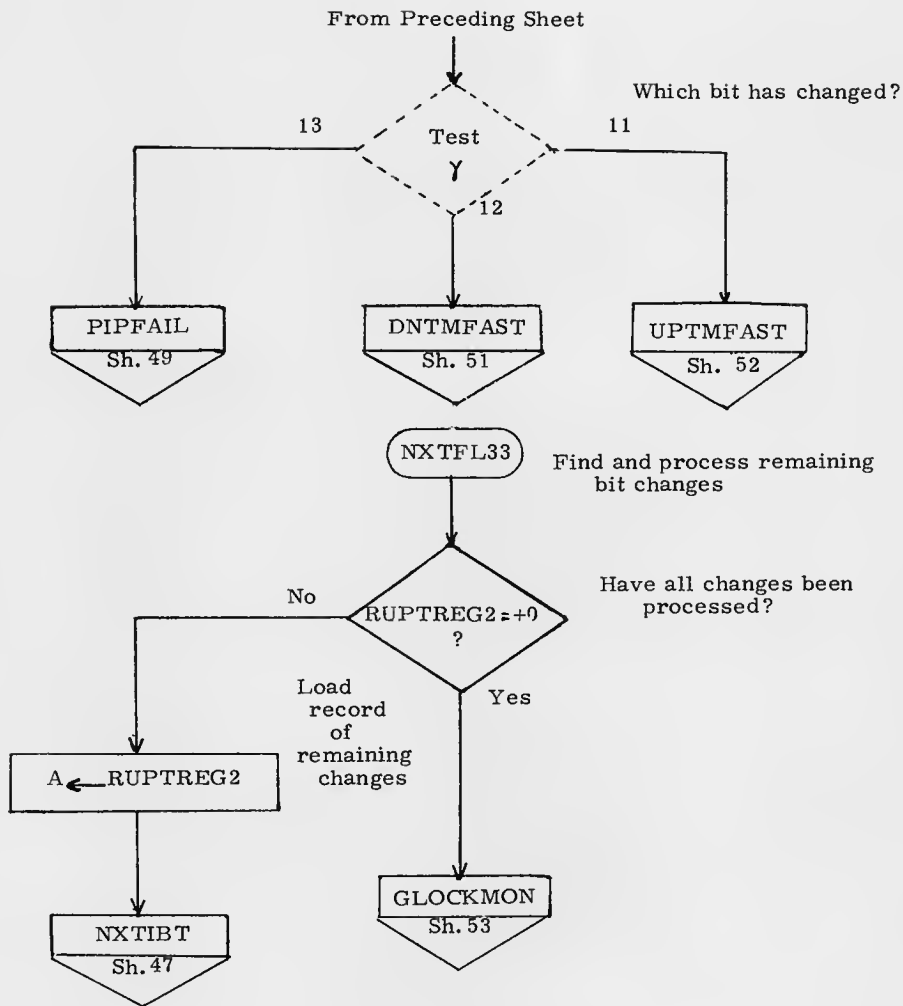 From Preceding Sheet
Which bit has changed?
13
Test
γ
11
12
PIPFAIL
Sh. 49
DNTMFAST
Sh. 51
UPTMFAST
Sh. 52
NXTFL33
Find and process remaining
bit changes
Have all changes been
processed?
No
RUPTREG2 = +0
?
Yes
Load
record
of
remaining
changes
A ← RUPTREG2
NXTIBT
Sh. 47
GLOCKMON
Sh. 53